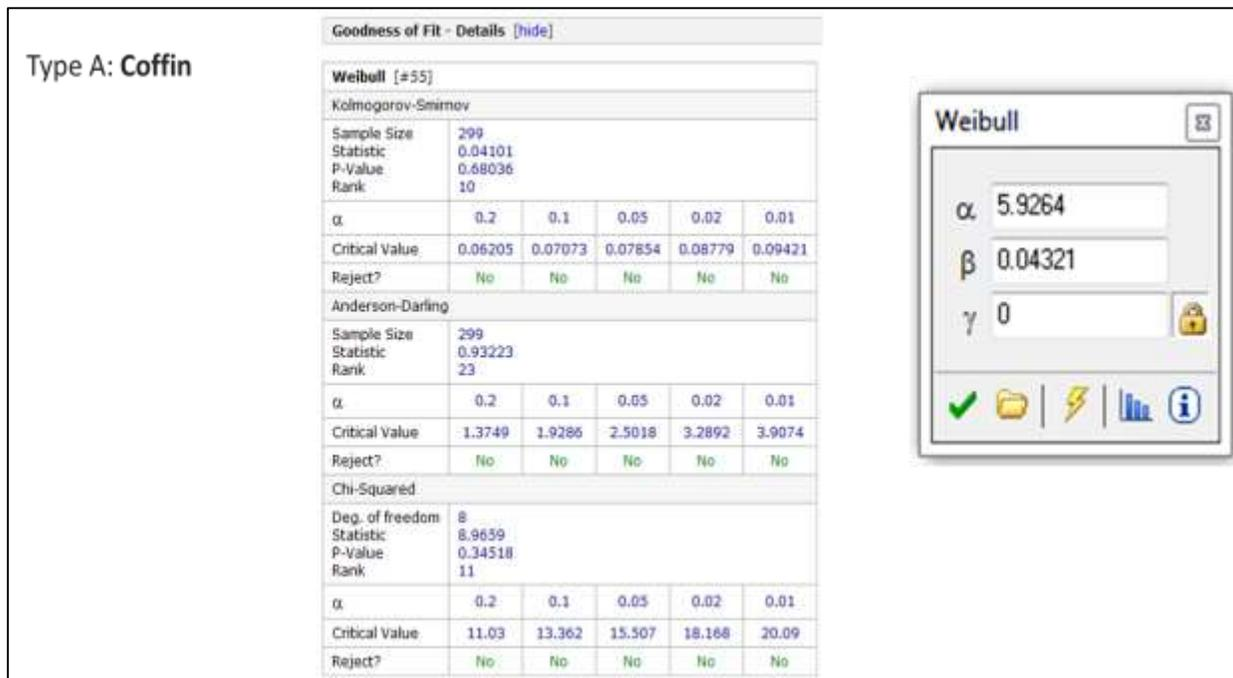 Type A: Coffin
Goodness of Fit - Details [hide]
Weibull [#55]
Kolmogorov-Smirnov
Sample Size 299
Statistic 0.04101
P-Value 0.68036
Rank 10
α 0.2 0.1 0.05 0.02 0.01
Critical Value 0.06205 0.07073 0.07854 0.08779 0.09421
Reject? No No No No No
Anderson-Darling
Sample Size 299
Statistic 0.93223
Rank 23
α 0.2 0.1 0.05 0.02 0.01
Critical Value 1.3749 1.9286 2.5018 3.2892 3.9074
Reject? No No No No No
Chi-Squared
Deg. of freedom 8
Statistic 8.9659
P-Value 0.34518
Rank 11
α 0.2 0.1 0.05 0.02 0.01
Critical Value 11.03 13.362 15.507 18.168 20.09
Reject? No No No No No
Weibull
α 5.9264
β 0.04321
γ 0